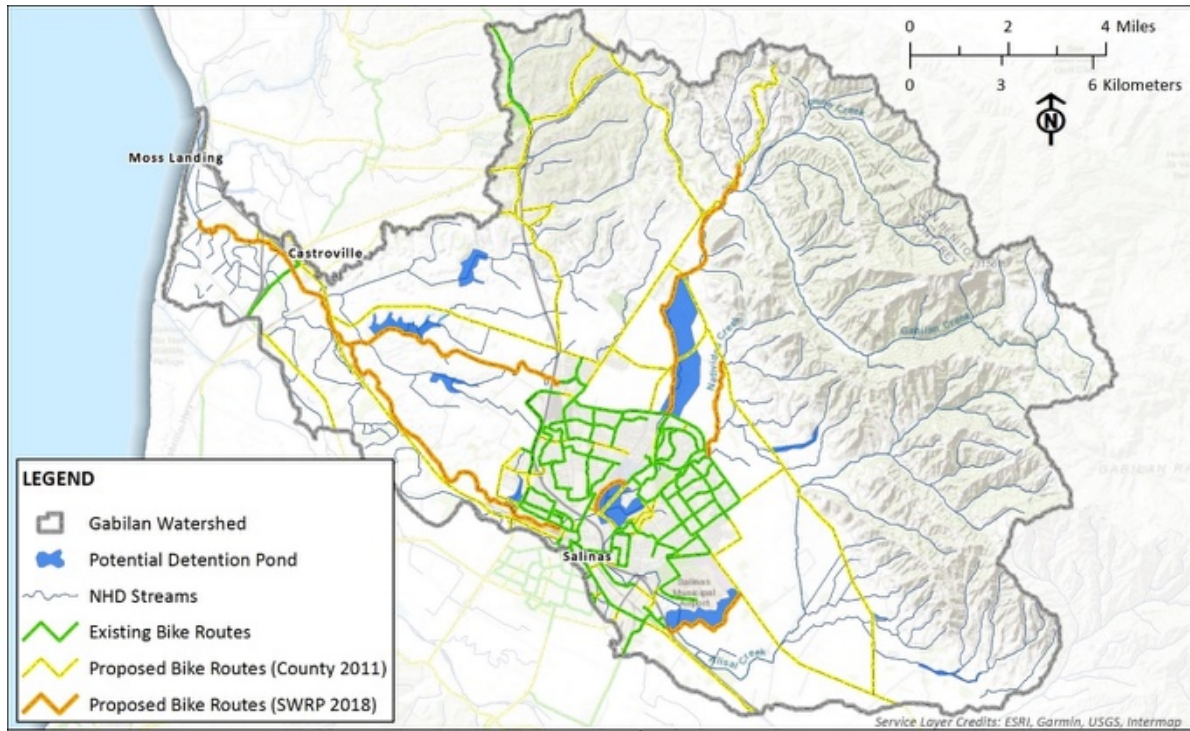 0 2 4 Miles
0 3 6 Kilometers
N
Moss Landing
Castroville
Gabilan Creek
Natividad Creek
Salinas
Salinas
Municipal
Airport
Alisal Creek
LEGEND
Gabilan Watershed
Potential Detention Pond
NHD Streams
Existing Bike Routes
Proposed Bike Routes (County 2011)
Proposed Bike Routes (SWRP 2018)
Service Layer Credits: ESRI, Garmin, USGS, Intermap